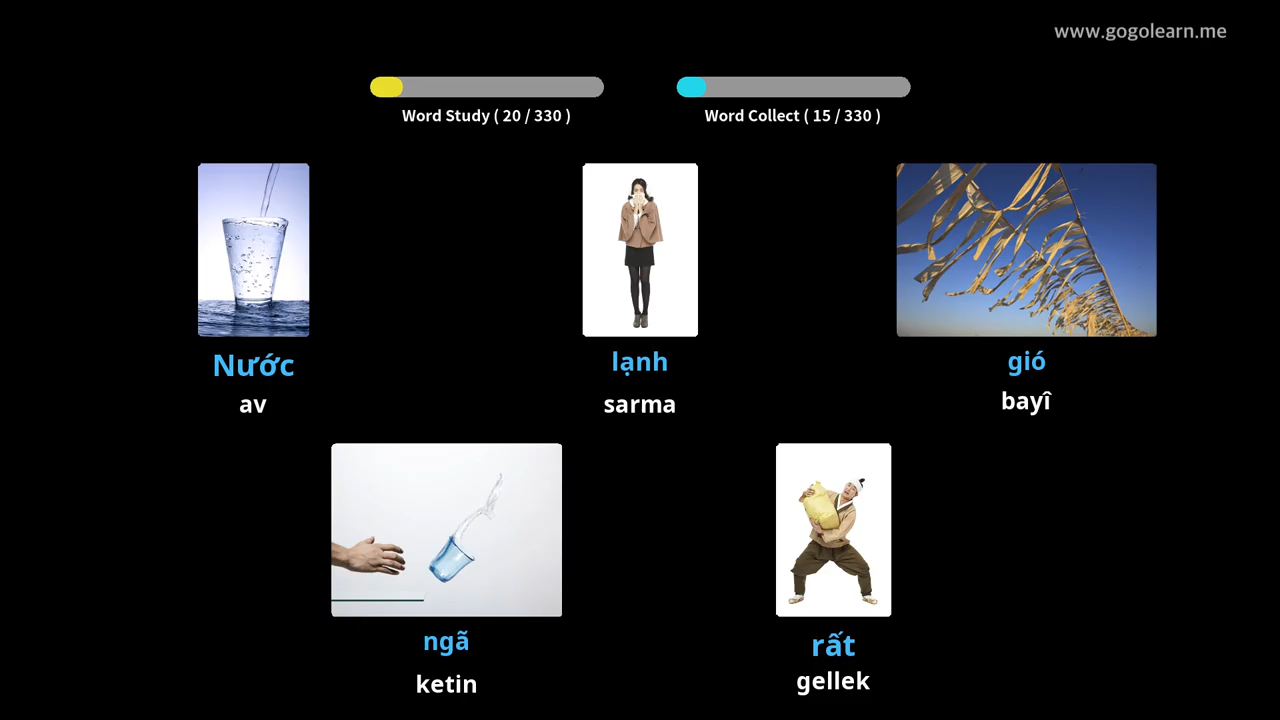 www.gogolearn.me
Word Study ( 20 / 330 )
Word Collect ( 15 / 330 )
Nước
lạnh
gió
av
sarma
bayî
ngã
rất
ketin
gellek